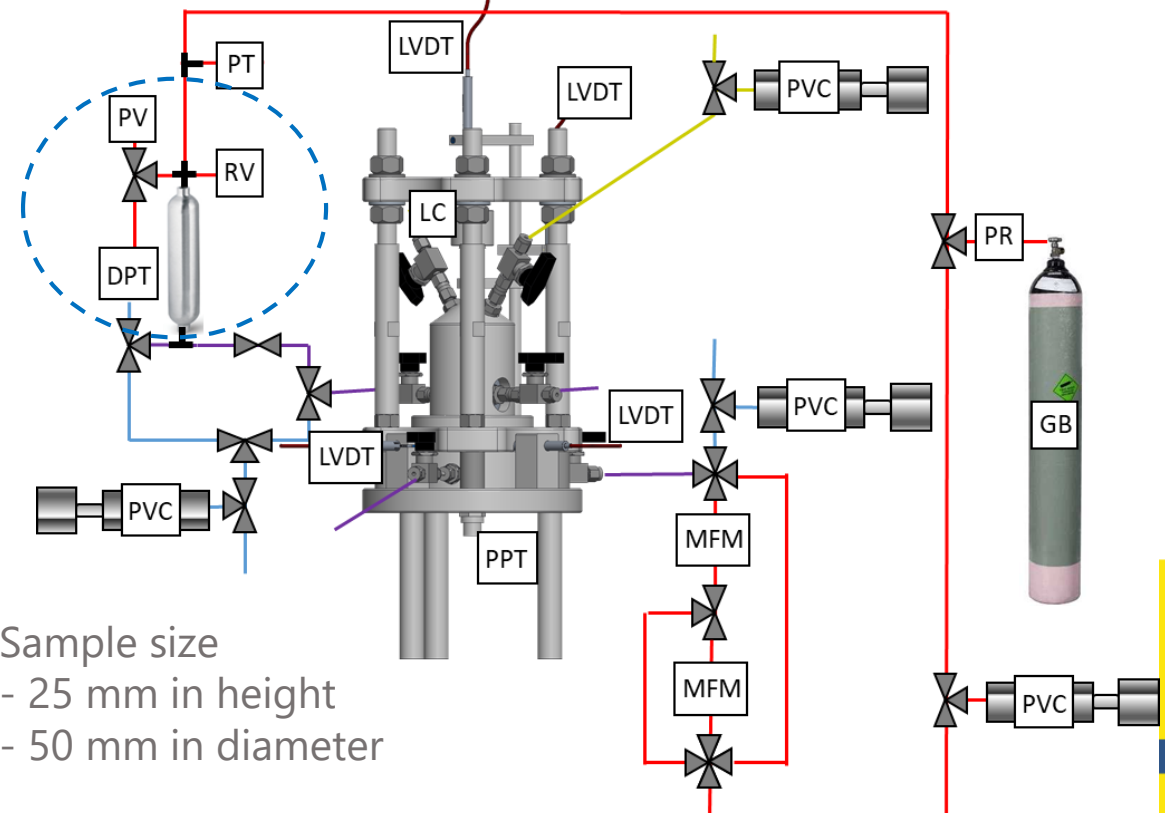 LVDT
PT
LVDT
PVC
PV
RV
LC
PR
DPT
PVC
GB
LVDT
LVDT
PVC
MFM
PPT
Sample size
- 25 mm in height
- 50 mm in diameter
MFM
PVC